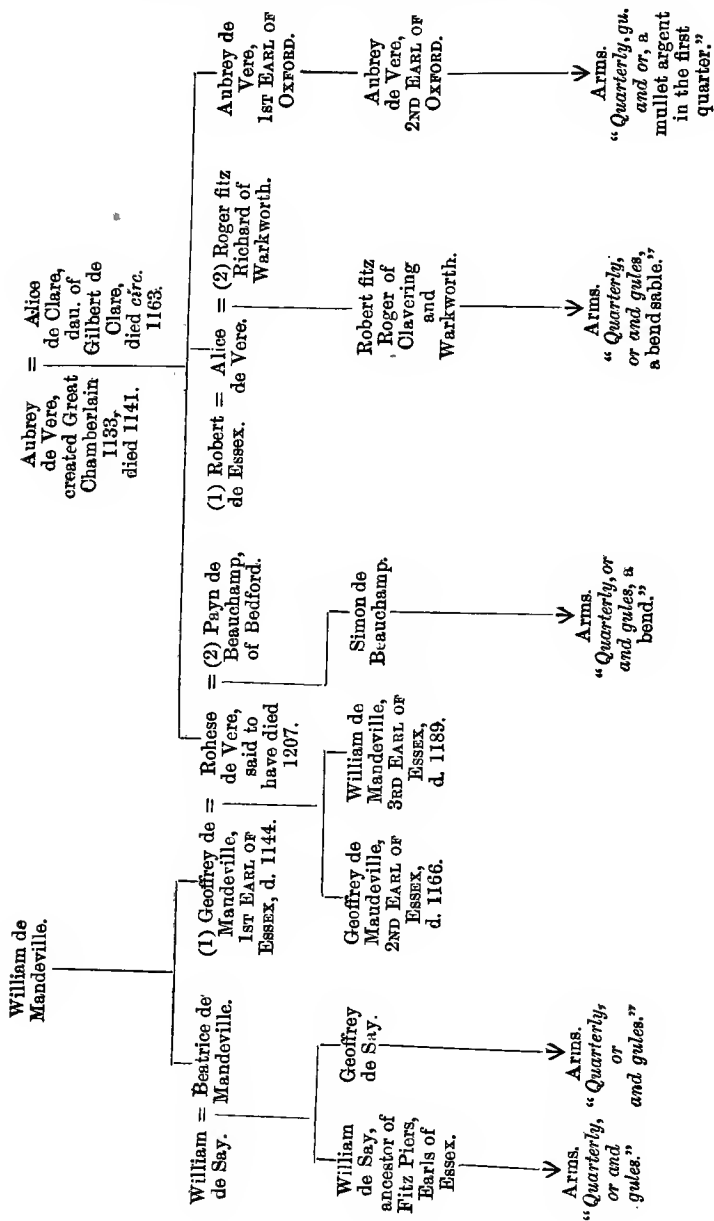 William de
Mandeville.
Aubrey
de Vere,
created Great
Chamberlain
1133,
died 1141.
=
Alice
de Clare,
dau. of
Gilbert de
Clare,
died circ.
1163.
William = Beatrice de
de Say. Mandeville.
(1) Geoffrey de =
Mandeville,
1ST EARL OF
ESSEX, d. 1144.
Rohese
de Vere,
said to
have died
1207.
= (2) Payn de
Beauchamp,
of Bedford.
(1) Robert = Alice = (2) Roger fitz
de Essex. de Vere. Richard of
Warkworth.
Aubrey de
Vere,
1ST EARL OF
OXFORD.
William
de Say,
ancestor of
Fitz Piers,
Earls of
Essex.
Geoffrey
de Say.
Geoffrey de
Maudeville,
2ND EARL OF
ESSEX,
d. 1166.
William de
Mandeville,
3RD EARL OF
ESSEX,
d. 1189.
Simon de
Beauchamp.
Robert fitz
Roger of
Clavering
and
Warkworth.
Aubrey
de Vere,
2ND EARL OF
OXFORD.
Arms.
“Quarterly,
or and
gules.”
Arms.
“Quarterly,
or
and gules.”
Arms.
“Quarterly, or
and gules, a
bend.”
Arms.
“Quarterly,
or and gules,
a bend sable.”
Arms.
“Quarterly, gu.
and or, a
mullet argent
in the first
quarter.”